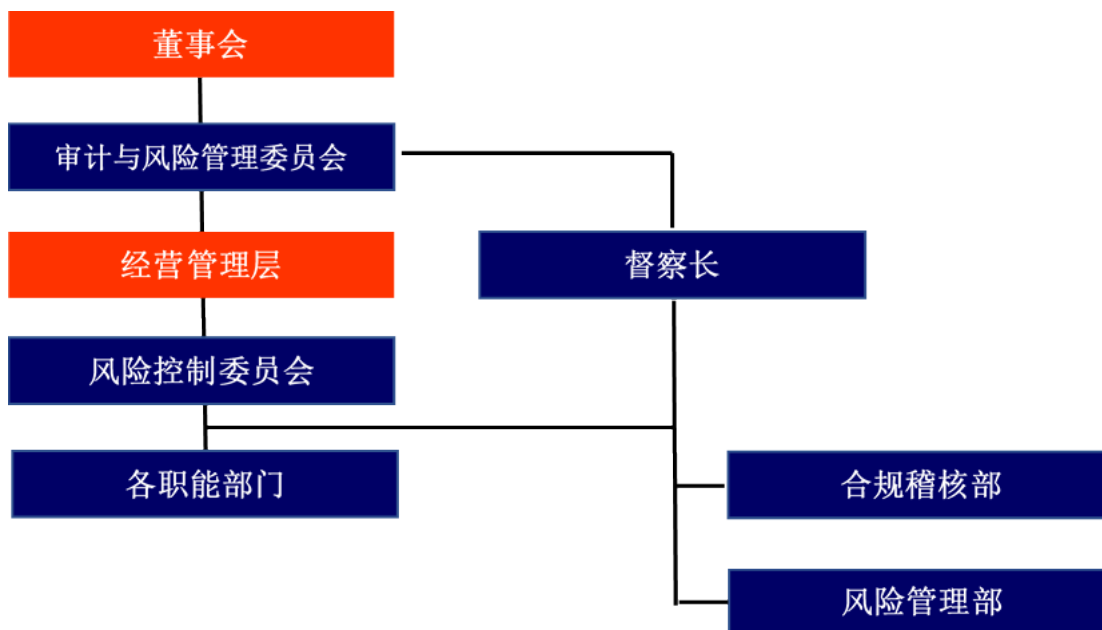 董事会
审计与风险管理委员会
经营管理层
督察长
风险控制委员会
各职能部门
合规稽核部
风险管理部